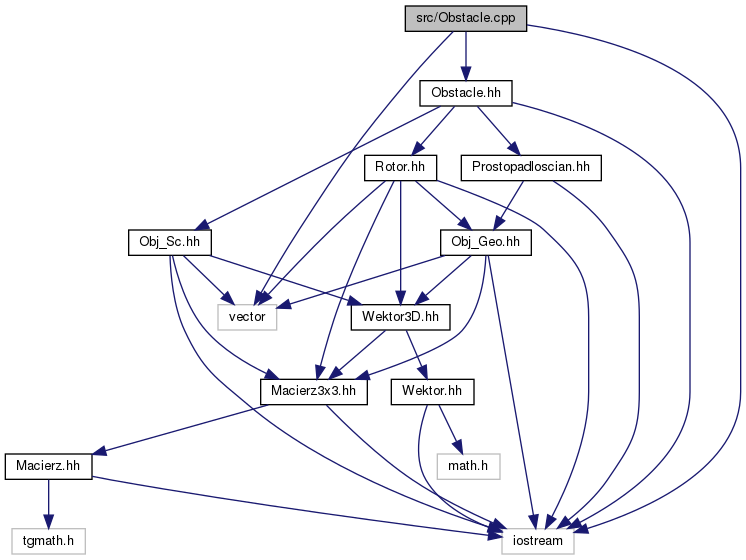 src/Obstacle.cpp
Obstacle.hh
Rotor.hh
Prostopadloscian.hh
Obj_Sc.hh
Obj_Geo.hh
vector
Wektor3D.hh
Macierz3x3.hh
Wektor.hh
Macierz.hh
math.h
tgmath.h
iostream